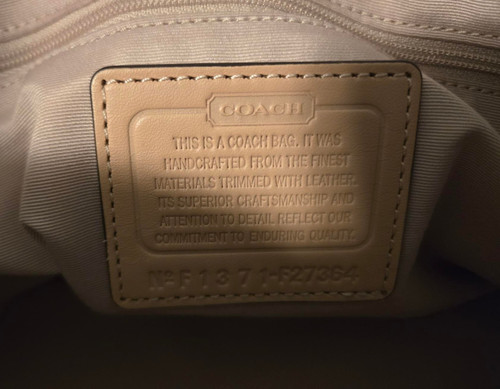 COACH
THIS IS A COACH BAG. IT WAS
HANDCRAFTED FROM THE FINEST
MATERIALS TRIMMED WITH LEATHER.
ITS SUPERIOR CRAFTSMANSHIP AND
ATTENTION TO DETAIL REFLECT OUR
COMMITMENT TO ENDURING QUALITY.
Nº F1371-F27354